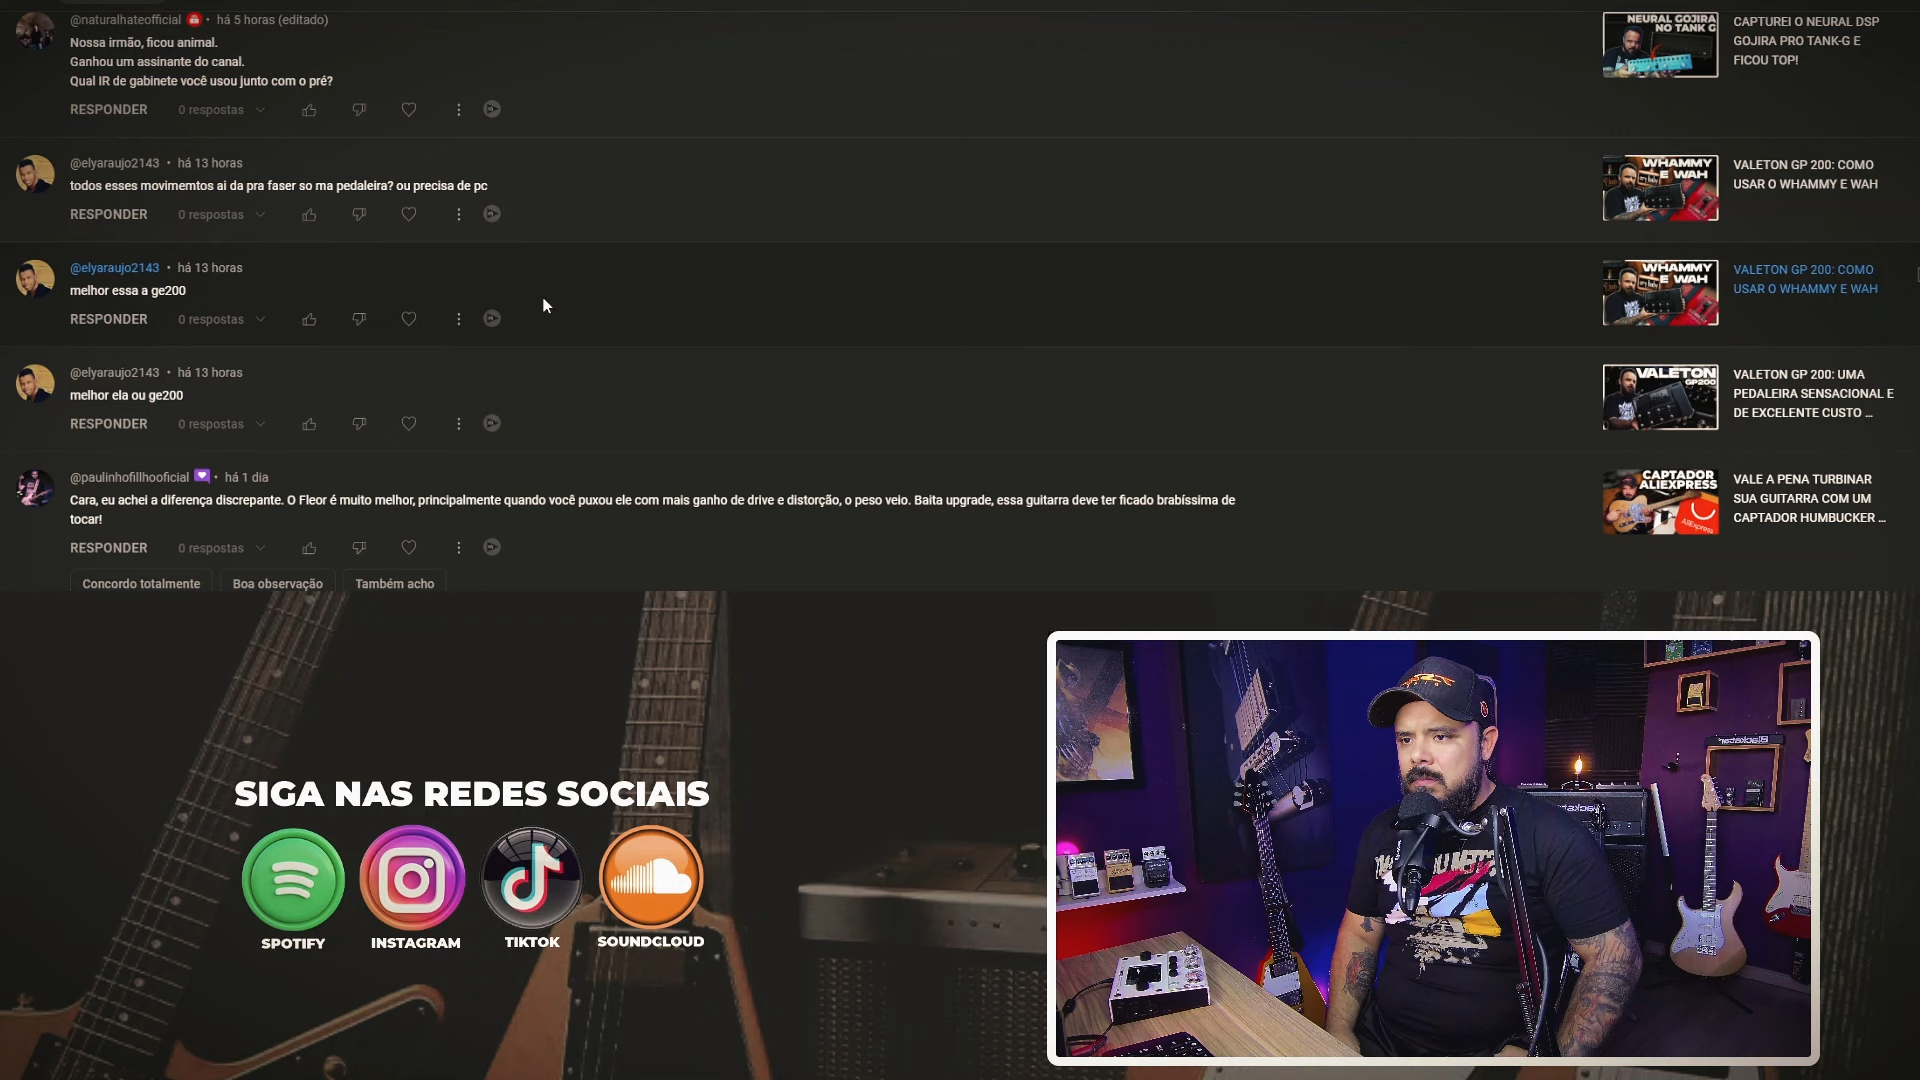 @naturalhateofficial • há 5 horas (editado)
Nossa irmão, ficou animal.
Ganhou um assinante do canal.
Qual IR de gabinete você usou junto com o pré?
RESPONDER 0 respostas
NEURAL GOJIRA
NO TANK G
CAPTUREI O NEURAL DSP
GOJIRA PRO TANK-G E
FICOU TOP!
@elyaraujo2143 • há 13 horas
todos esses movimemtos ai da pra faser so ma pedaleira? ou precisa de pc
RESPONDER 0 respostas
WHAMMY
E WAH
VALETON GP 200: COMO
USAR O WHAMMY E WAH
@elyaraujo2143 • há 13 horas
melhor essa a ge200
RESPONDER 0 respostas
WHAMMY
E WAH
VALETON GP 200: COMO
USAR O WHAMMY E WAH
@elyaraujo2143 • há 13 horas
melhor ela ou ge200
RESPONDER 0 respostas
VALETON
GP200
VALETON GP 200: UMA
PEDALEIRA SENSACIONAL E
DE EXCELENTE CUSTO ...
@paulinhofillhooficial • há 1 dia
Cara, eu achei a diferença discrepante. O Fleor é muito melhor, principalmente quando você puxou ele com mais ganho de drive e distorção, o peso veio. Baita upgrade, essa guitarra deve ter ficado brabíssima de
tocar!
RESPONDER 0 respostas
CAPTADOR
ALIEXPRESS
AliExpress
VALE A PENA TURBINAR
SUA GUITARRA COM UM
CAPTADOR HUMBUCKER ...
Concordo totalmente Boa observação Também acho
SIGA NAS REDES SOCIAIS
SPOTIFY INSTAGRAM TIKTOK SOUNDCLOUD